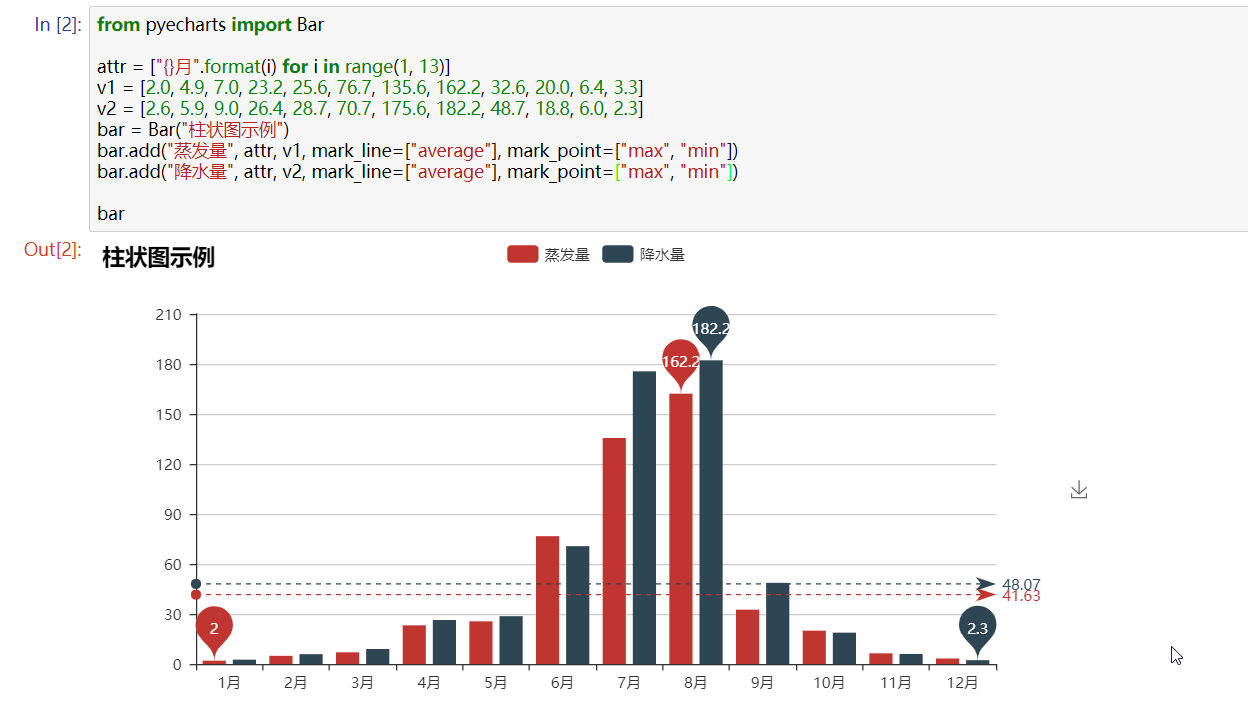 In [2]:
from pyecharts import Bar
attr = ["{}月".format(i) for i in range(1, 13)]
v1 = [2.0, 4.9, 7.0, 23.2, 25.6, 76.7, 135.6, 162.2, 32.6, 20.0, 6.4, 3.3]
v2 = [2.6, 5.9, 9.0, 26.4, 28.7, 70.7, 175.6, 182.2, 48.7, 18.8, 6.0, 2.3]
bar = Bar("柱状图示例")
bar.add("蒸发量", attr, v1, mark_line=["average"], mark_point=["max", "min"])
bar.add("降水量", attr, v2, mark_line=["average"], mark_point=["max", "min"])
bar
Out[2]:
柱状图示例
蒸发量 降水量
210
182.2
180
162.2
150
120
90
60
48.07
41.63
30
2
2.3
0
1月 2月 3月 4月 5月 6月 7月 8月 9月 10月 11月 12月